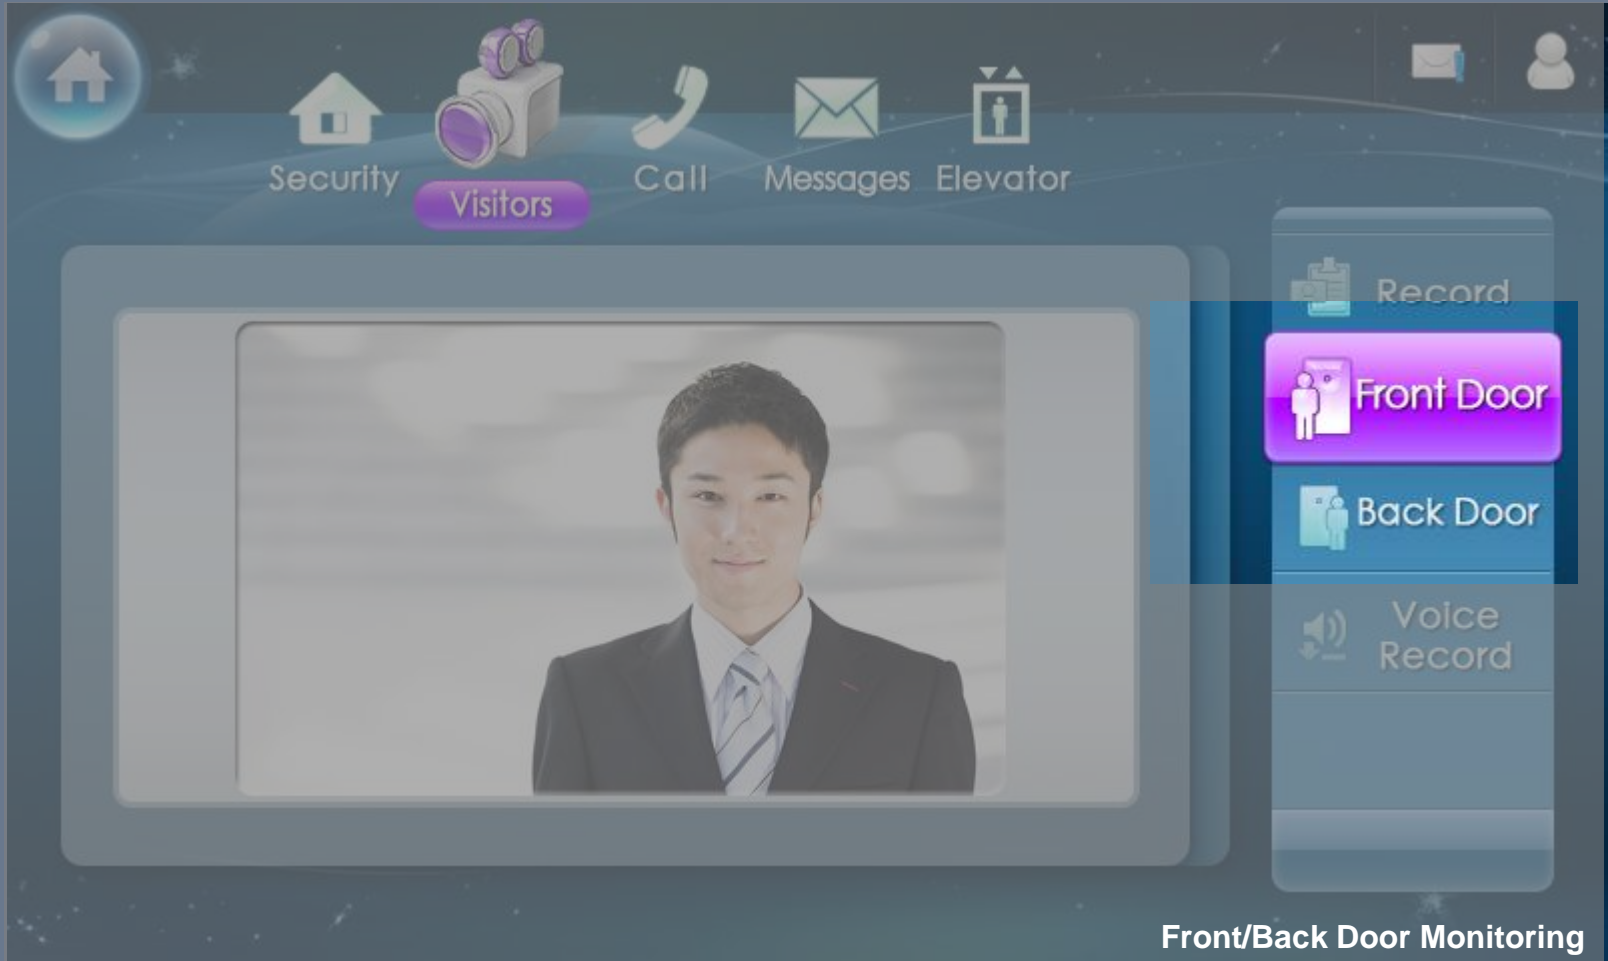 Security
Visitors
Call
Messages
Elevator
Record
Front Door
Back Door
Voice
Record
Front/Back Door Monitoring